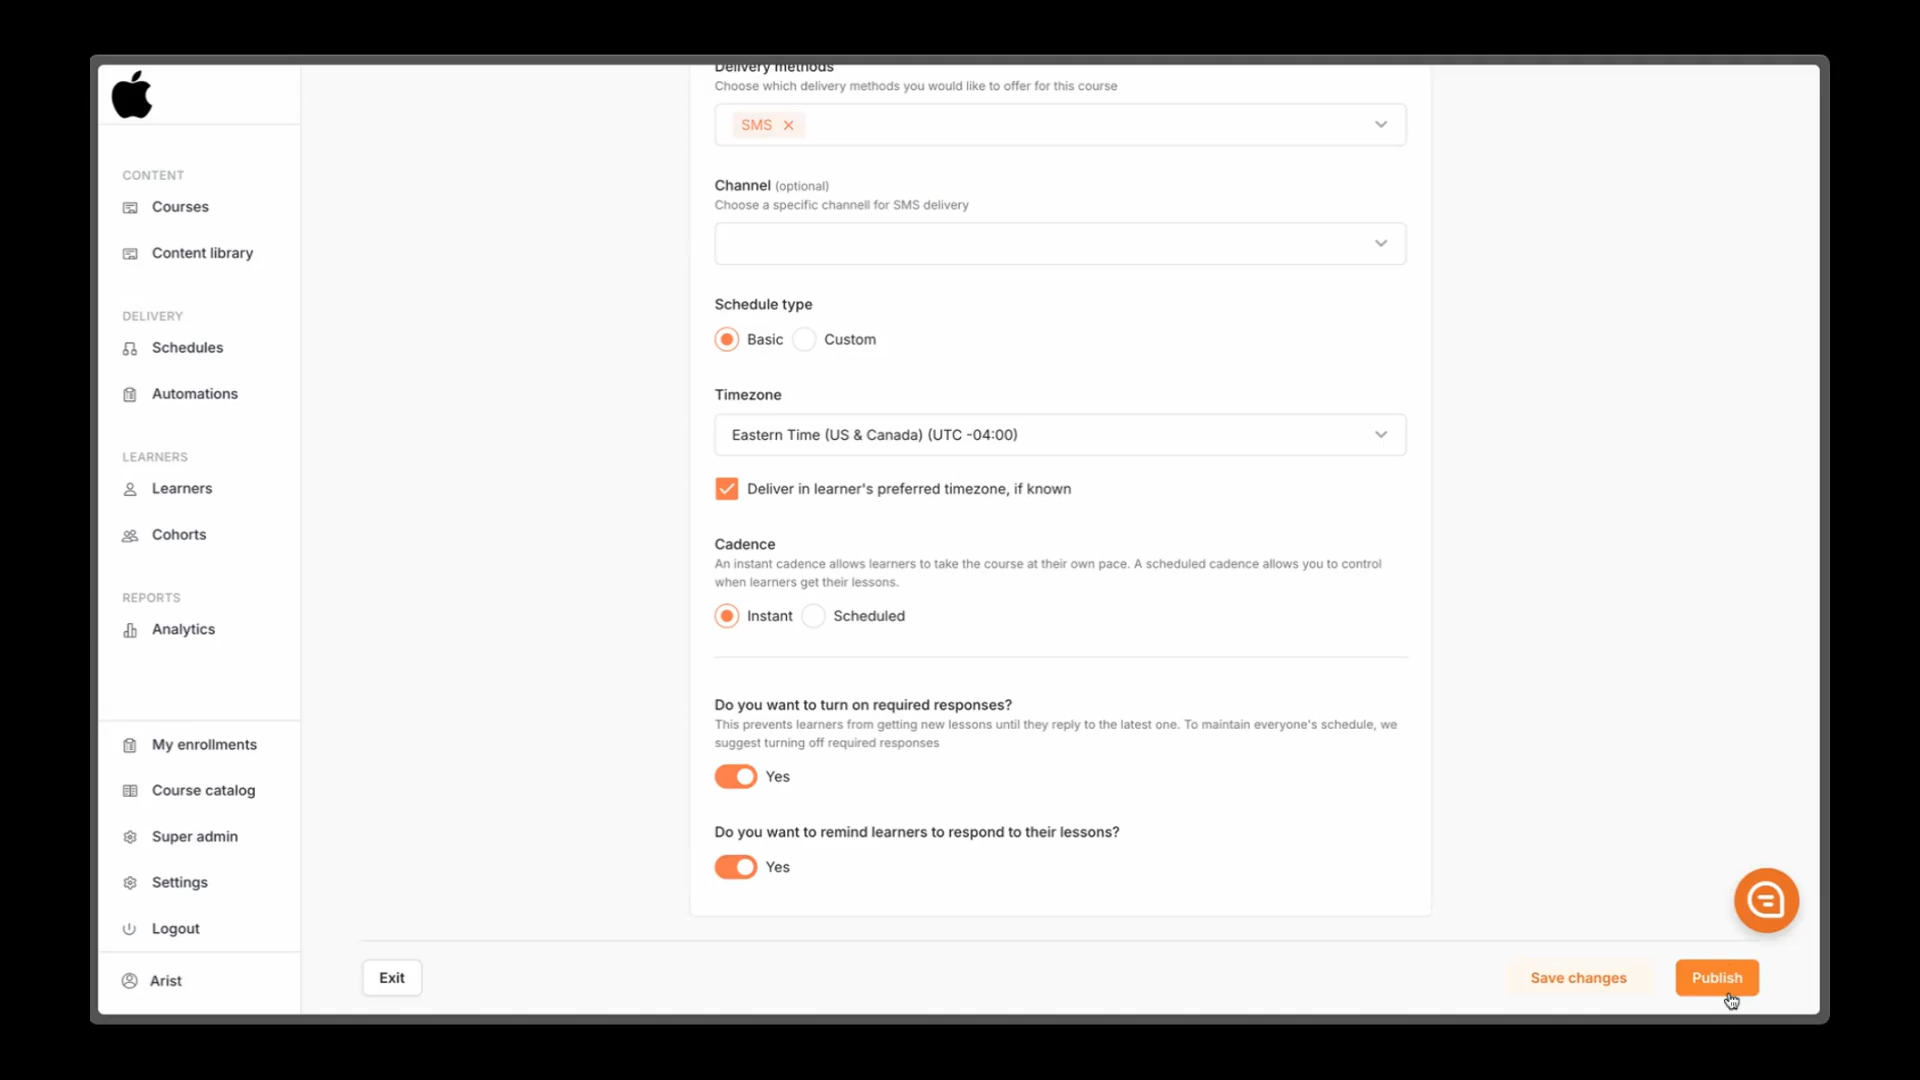 CONTENT
Courses
Content library
DELIVERY
Schedules
Automations
LEARNERS
Learners
Cohorts
REPORTS
Analytics
My enrollments
Course catalog
Super admin
Settings
Logout
Arist
Delivery methods
Choose which delivery methods you would like to offer for this course
SMS
Channel (optional)
Choose a specific channell for SMS delivery
Schedule type
Basic Custom
Timezone
Eastern Time (US & Canada) (UTC -04:00)
Deliver in learner's preferred timezone, if known
Cadence
An instant cadence allows learners to take the course at their own pace. A scheduled cadence allows you to control
when learners get their lessons.
Instant Scheduled
Do you want to turn on required responses?
This prevents learners from getting new lessons until they reply to the latest one. To maintain everyone's schedule, we
suggest turning off required responses
Yes
Do you want to remind learners to respond to their lessons?
Yes
Exit
Save changes
Publish